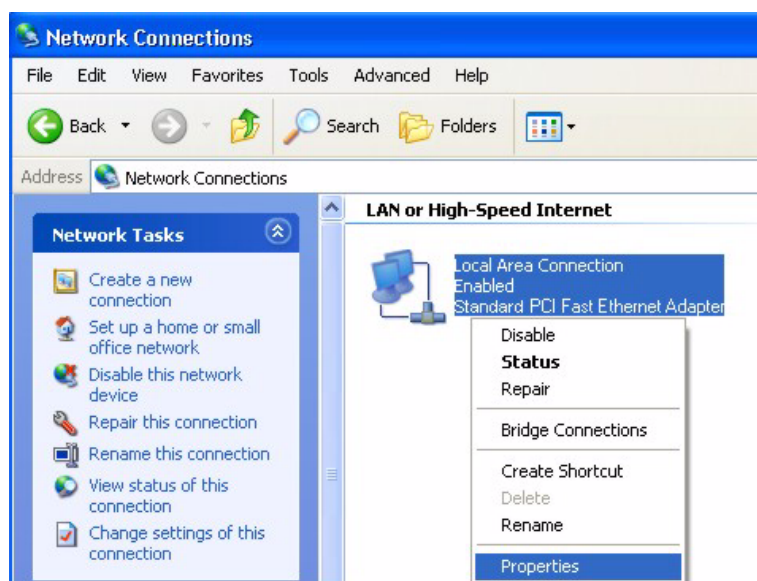 Network Connections
File Edit View Favorites Tools Advanced Help
Back Search Folders
Address Network Connections
Network Tasks
Create a new
connection
Set up a home or small
office network
Disable this network
device
Repair this connection
Rename this connection
View status of this
connection
Change settings of this
connection
LAN or High-Speed Internet
Local Area Connection
Enabled
Standard PCI Fast Ethernet Adapter
Disable
Status
Repair
Bridge Connections
Create Shortcut
Delete
Rename
Properties